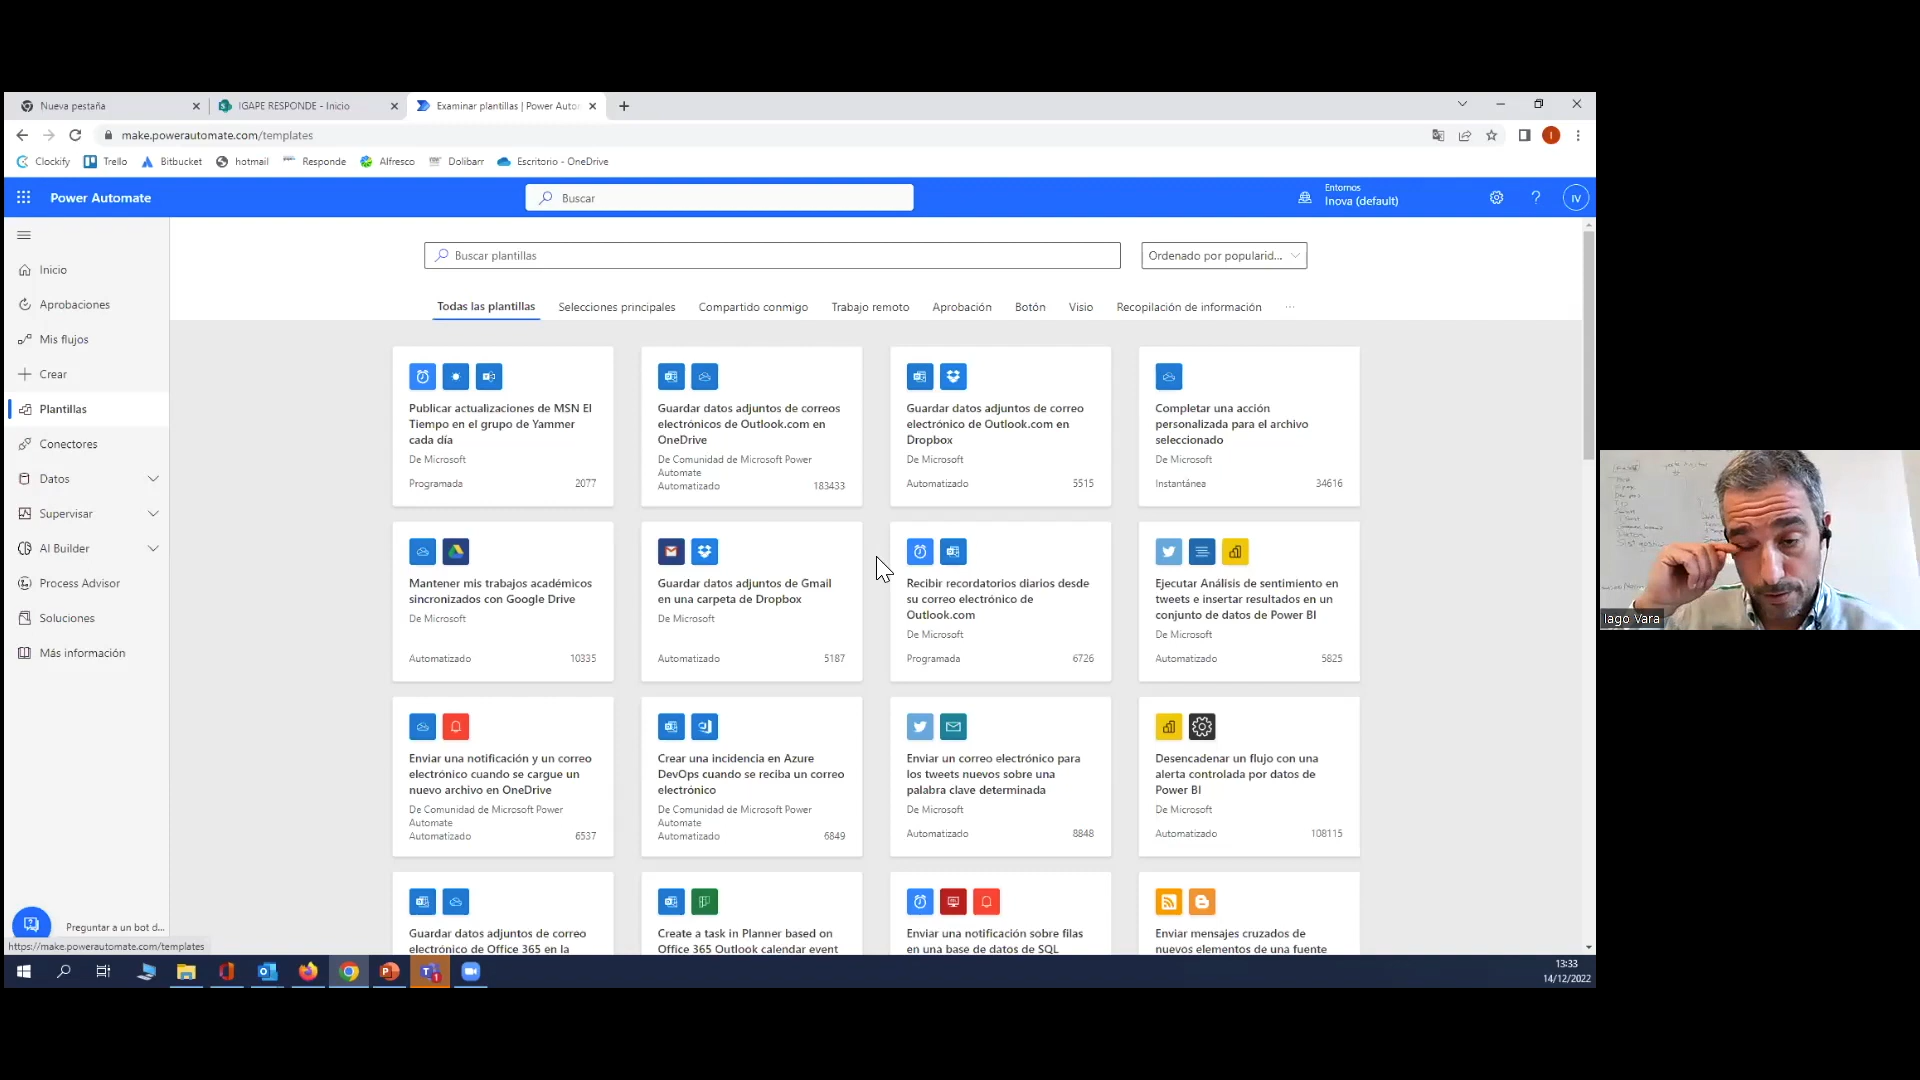 Nueva pestaña
IGAPE RESPONDE - Inicio
Examinar plantillas | Power Autor
make.powerautomate.com/templates
Clockify
Trello
Bitbucket
hotmail
Responde
Alfresco
Dolibarr
Escritorio - OneDrive
Power Automate
Buscar
Entornos
Inova (default)
IV
Inicio
Aprobaciones
Mis flujos
Crear
Plantillas
Conectores
Datos
Supervisar
AI Builder
Process Advisor
Soluciones
Más información
Preguntar a un bot d...
https://make.powerautomate.com/templates
Buscar plantillas
Ordenado por popularid...
Todas las plantillas
Selecciones principales
Compartido conmigo
Trabajo remoto
Aprobación
Botón
Visio
Recopilación de información
...
Publicar actualizaciones de MSN El
Tiempo en el grupo de Yammer
cada día
De Microsoft
Programada 2077
Guardar datos adjuntos de correos
electrónicos de Outlook.com en
OneDrive
De Comunidad de Microsoft Power
Automate
Automatizado 183433
Guardar datos adjuntos de correo
electrónico de Outlook.com en
Dropbox
De Microsoft
Automatizado 5515
Completar una acción
personalizada para el archivo
seleccionado
De Microsoft
Instantánea 34616
Mantener mis trabajos académicos
sincronizados con Google Drive
De Microsoft
Automatizado 10335
Guardar datos adjuntos de Gmail
en una carpeta de Dropbox
De Microsoft
Automatizado 5187
Recibir recordatorios diarios desde
su correo electrónico de
Outlook.com
De Microsoft
Programada 6726
Ejecutar Análisis de sentimiento en
tweets e insertar resultados en un
conjunto de datos de Power BI
De Microsoft
Automatizado 5825
Enviar una notificación y un correo
electrónico cuando se cargue un
nuevo archivo en OneDrive
De Comunidad de Microsoft Power
Automate
Automatizado 6537
Crear una incidencia en Azure
DevOps cuando se reciba un correo
electrónico
De Comunidad de Microsoft Power
Automate
Automatizado 6849
Enviar un correo electrónico para
los tweets nuevos sobre una
palabra clave determinada
De Microsoft
Automatizado 8848
Desencadenar un flujo con una
alerta controlada por datos de
Power BI
De Microsoft
Automatizado 108115
Guardar datos adjuntos de correo
electrónico de Office 365 en la
Create a task in Planner based on
Office 365 Outlook calendar event
Enviar una notificación sobre filas
en una base de datos de SQL
Enviar mensajes cruzados de
nuevos elementos de una fuente
13:33
14/12/2022
Iago Vara